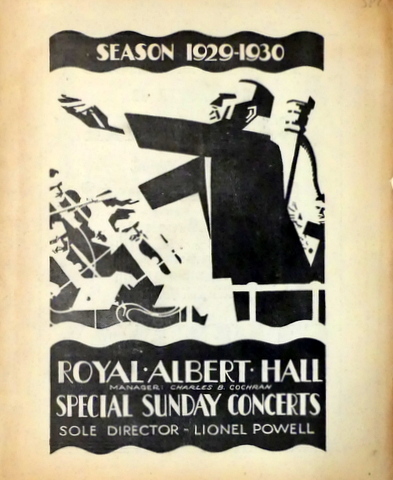 SEASON 1929-1930
ROYAL·ALBERT·HALL
MANAGER: CHARLES B. COCHRAN
SPECIAL SUNDAY CONCERTS
SOLE DIRECTOR - LIONEL POWELL